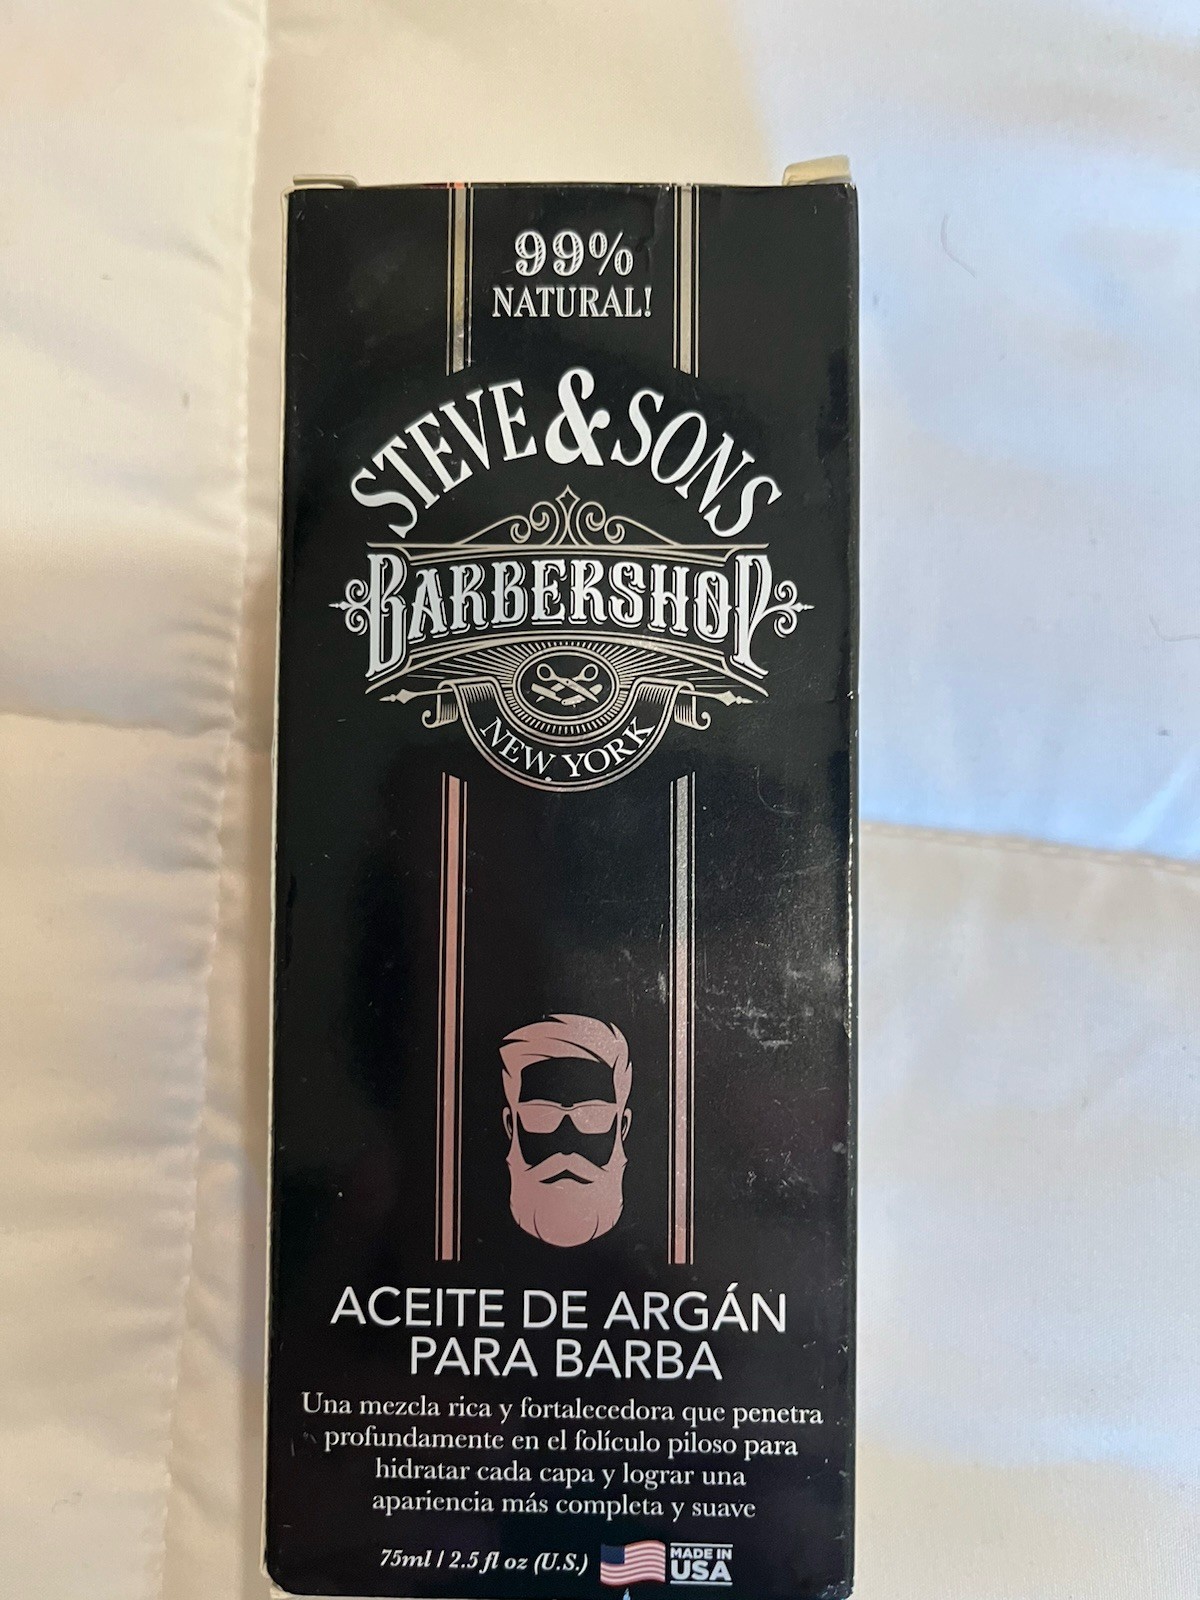 99%
NATURAL!
STEVE & SONS
BARBERSHOP
NEW YORK
ACEITE DE ARGÁN
PARA BARBA
Una mezcla rica y fortalecedora que penetra
profundamente en el folículo piloso para
hidratar cada capa y lograr una
apariencia más completa y suave
75ml / 2.5 fl oz (U.S.)
MADE IN
USA